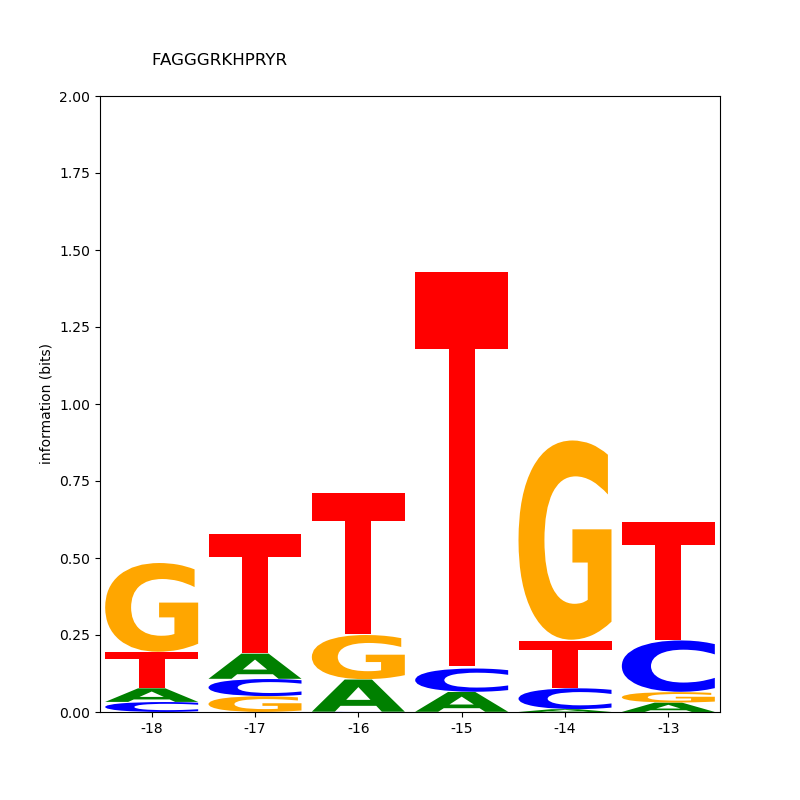 FAGGGRKHPRYR
2.00
1.75
1.50
1.25
1.00
0.75
0.50
0.25
0.00
information (bits)
G T T T G T
T A G C T C
A C A A C G
C G A A
-18 -17 -16 -15 -14 -13